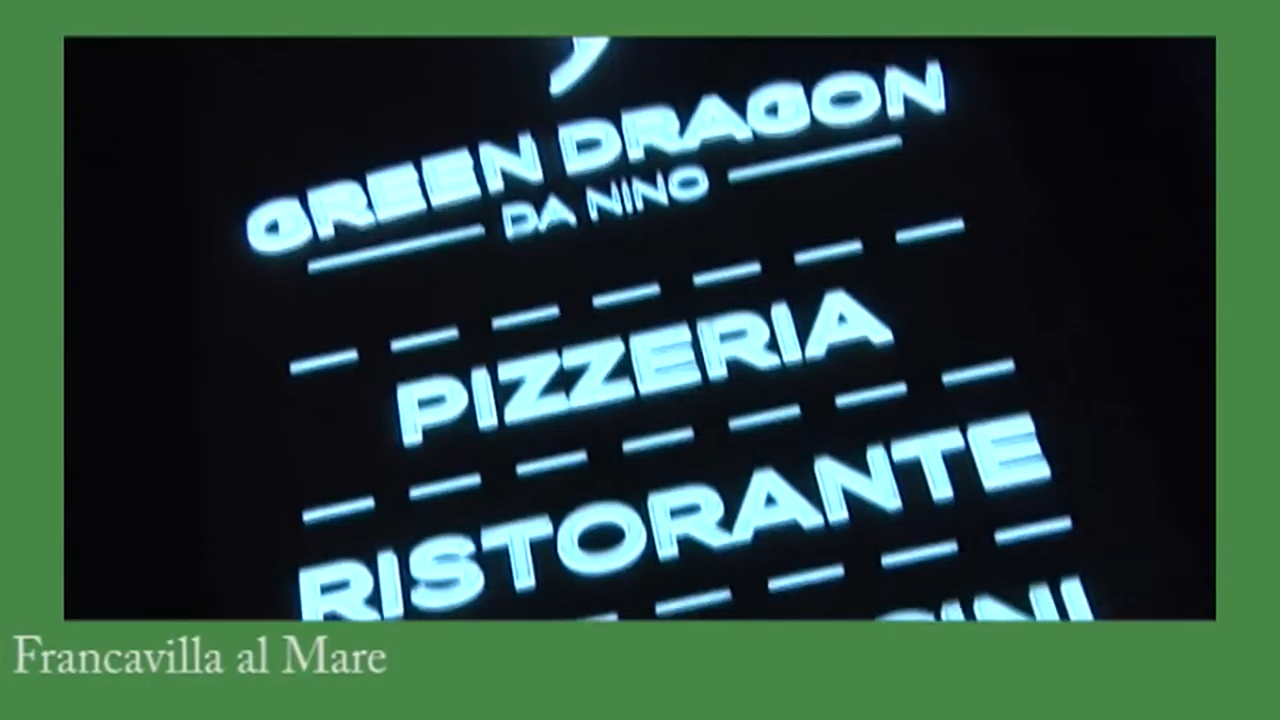 GREEN DRAGON
DA NINO
PIZZERIA
RISTORANTE
Francavilla al Mare